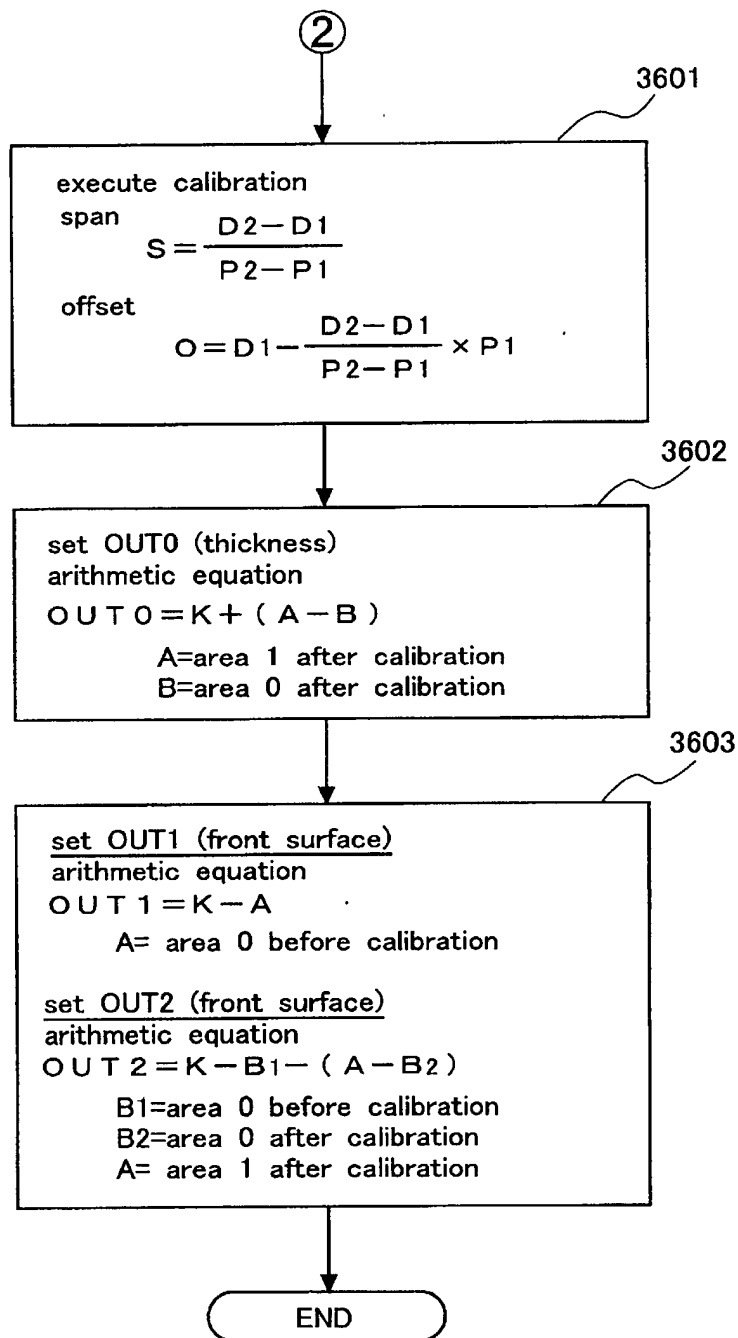 ②
3601
execute calibration
span
S = D2−D1 / P2−P1
offset
O = D1 − D2−D1 / P2−P1 × P1
3602
set OUT0 (thickness)
arithmetic equation
OUT0=K+(A−B)
A=area 1 after calibration
B=area 0 after calibration
3603
set OUT1 (front surface)
arithmetic equation
OUT1=K−A
A= area 0 before calibration
set OUT2 (front surface)
arithmetic equation
OUT2=K−B1−(A−B2)
B1=area 0 before calibration
B2=area 0 after calibration
A= area 1 after calibration
END